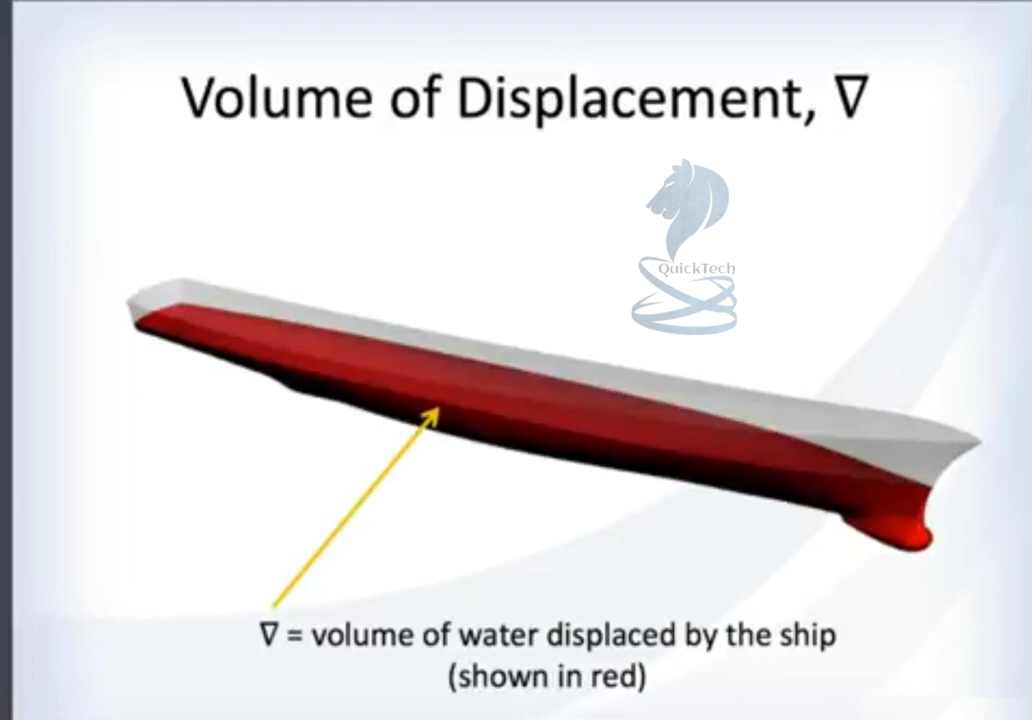 Volume of Displacement, ∇
QuickTech
∇ = volume of water displaced by the ship
(shown in red)